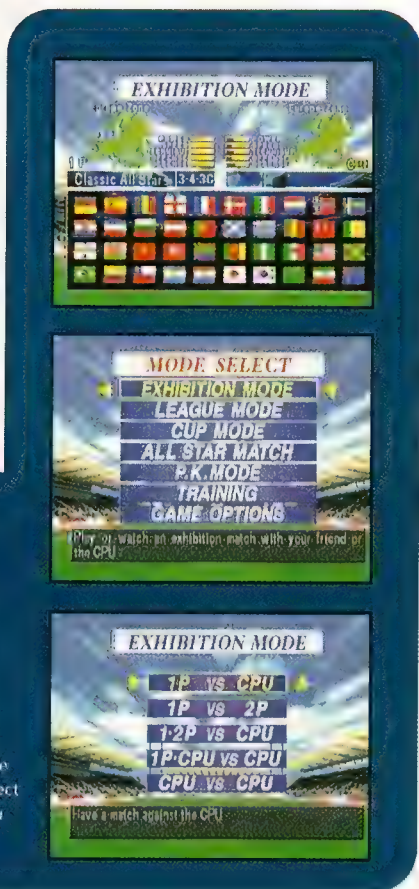 EXHIBITION MODE
1P
Classic All Stars 3-4-3C
MODE SELECT
EXHIBITION MODE
LEAGUE MODE
CUP MODE
ALL STAR MATCH
P.K. MODE
TRAINING
GAME OPTIONS
Play or watch an exhibition match with your friend or
the CPU
EXHIBITION MODE
1P VS CPU
1P VS 2P
1·2P VS CPU
1P·CPU VS CPU
CPU VS CPU
Have a match against the CPU